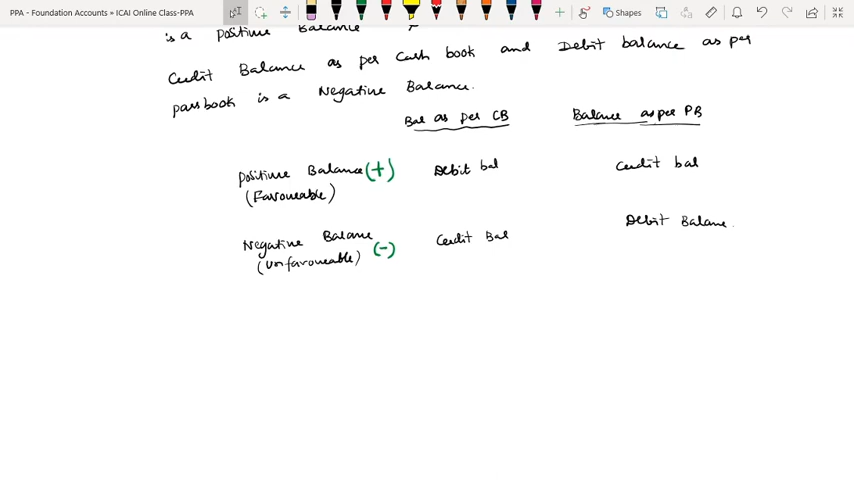 PPA - Foundation Accounts » ICAI Online Class-PPA
Shapes
is a positive Balance
Credit Balance as per Cash book and Debit balance as per
passbook is a Negative Balance.
Bal as per CB
Balance as per PB
positive Balance (+) Debit bal Credit bal
(Favourable)
Negative Balance (-) Credit Bal Debit Balance.
(Unfavourable)